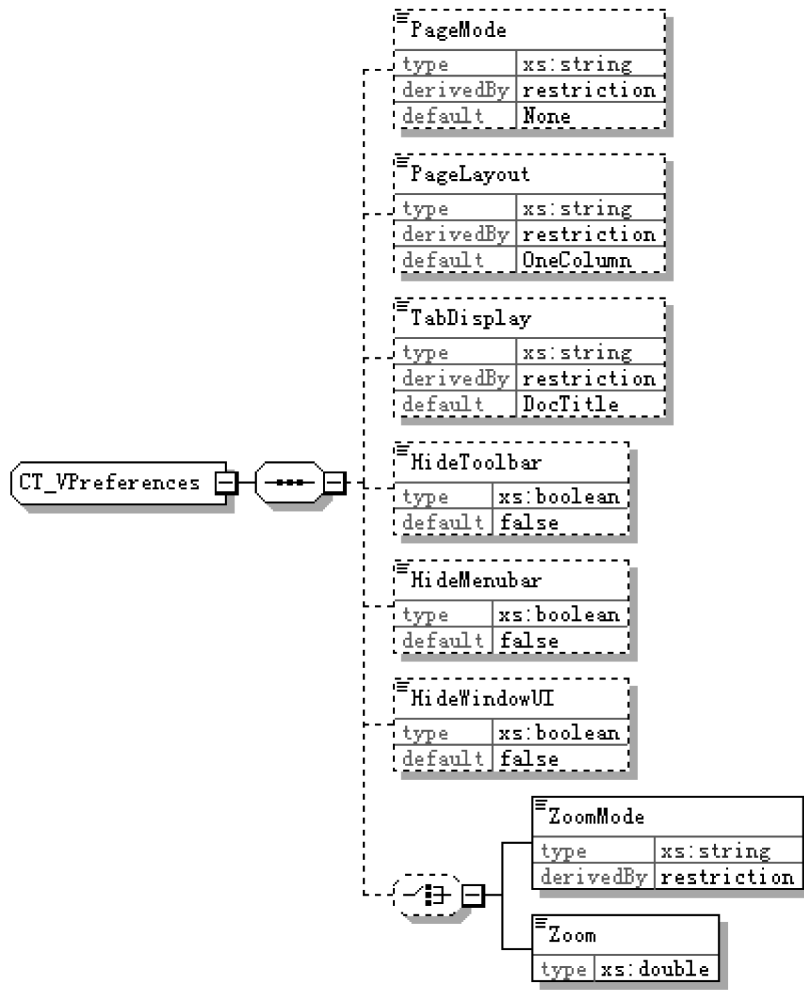 PageMode
type xs:string
derivedBy restriction
default None
PageLayout
type xs:string
derivedBy restriction
default OneColumn
TabDisplay
type xs:string
derivedBy restriction
default DocTitle
CT_VPreferences
HideToolbar
type xs:boolean
default false
HideMenubar
type xs:boolean
default false
HideWindowUI
type xs:boolean
default false
ZoomMode
type xs:string
derivedBy restriction
Zoom
type xs:double